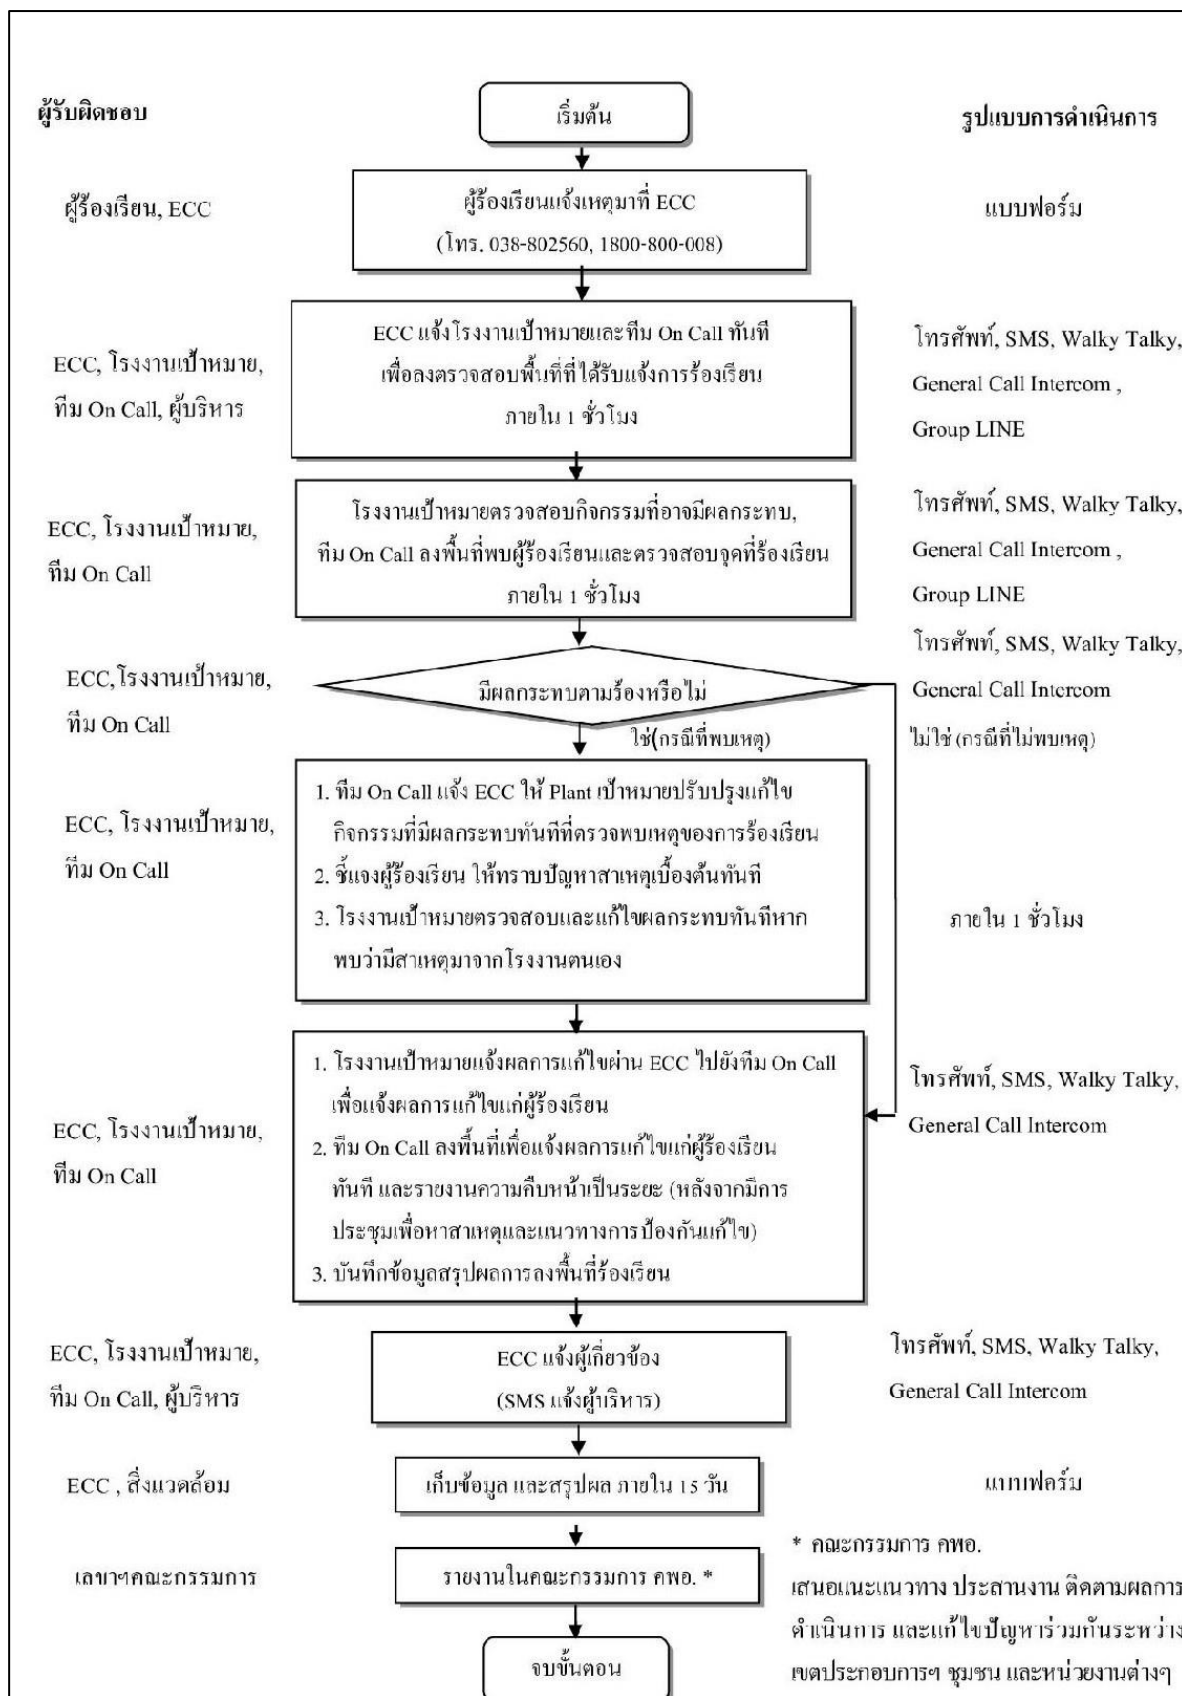 ผู้รับผิดชอบ
เริ่มต้น
รูปแบบการดำเนินการ
ผู้ร้องเรียน, ECC
ผู้ร้องเรียนแจ้งเหตุมาที่ ECC
(โทร. 038-802560, 1800-800-008)
แบบฟอร์ม
ECC, โรงงานเป้าหมาย,
ทีม On Call, ผู้บริหาร
ECC แจ้งโรงงานเป้าหมายและทีม On Call ทันที
เพื่อลงตรวจสอบพื้นที่ที่ได้รับแจ้งการร้องเรียน
ภายใน 1 ชั่วโมง
โทรศัพท์, SMS, Walky Talky,
General Call Intercom ,
Group LINE
ECC, โรงงานเป้าหมาย,
ทีม On Call
โรงงานเป้าหมายตรวจสอบกิจกรรมที่อาจมีผลกระทบ,
ทีม On Call ลงพื้นที่พบผู้ร้องเรียนและตรวจสอบจุดที่ร้องเรียน
ภายใน 1 ชั่วโมง
โทรศัพท์, SMS, Walky Talky,
General Call Intercom ,
Group LINE
ECC,โรงงานเป้าหมาย,
ทีม On Call
มีผลกระทบตามร้องหรือไม่
โทรศัพท์, SMS, Walky Talky,
General Call Intercom
ใช่(กรณีที่พบเหตุ)
ไม่ใช่ (กรณีที่ไม่พบเหตุ)
ECC, โรงงานเป้าหมาย,
ทีม On Call
1. ทีม On Call แจ้ง ECC ให้ Plant เป้าหมายปรับปรุงแก้ไข
กิจกรรมที่มีผลกระทบทันทีที่ตรวจพบเหตุของการร้องเรียน
2. ชี้แจงผู้ร้องเรียน ให้ทราบปัญหาสาเหตุเบื้องต้นทันที
3. โรงงานเป้าหมายตรวจสอบและแก้ไขผลกระทบทันทีหาก
พบว่ามีสาเหตุมาจากโรงงานตนเอง
ภายใน 1 ชั่วโมง
ECC, โรงงานเป้าหมาย,
ทีม On Call
1. โรงงานเป้าหมายแจ้งผลการแก้ไขผ่าน ECC ไปยังทีม On Call
เพื่อแจ้งผลการแก้ไขแก่ผู้ร้องเรียน
2. ทีม On Call ลงพื้นที่เพื่อแจ้งผลการแก้ไขแก่ผู้ร้องเรียน
ทันที และรายงานความคืบหน้าเป็นระยะ (หลังจากมีการ
ประชุมเพื่อหาสาเหตุและแนวทางการป้องกันแก้ไข)
3. บันทึกข้อมูลสรุปผลการลงพื้นที่ร้องเรียน
โทรศัพท์, SMS, Walky Talky,
General Call Intercom
ECC, โรงงานเป้าหมาย,
ทีม On Call, ผู้บริหาร
ECC แจ้งผู้เกี่ยวข้อง
(SMS แจ้งผู้บริหาร)
โทรศัพท์, SMS, Walky Talky,
General Call Intercom
ECC , สิ่งแวดล้อม
เก็บข้อมูล และสรุปผล ภายใน 15 วัน
แบบฟอร์ม
เลขาฯคณะกรรมการ
รายงานในคณะกรรมการ คพอ. *
* คณะกรรมการ คพอ.
เสนอแนะแนวทาง ประสานงาน ติดตามผลการ
ดำเนินการ และแก้ไขปัญหาร่วมกันระหว่าง
เขตประกอบการฯ ชุมชน และหน่วยงานต่างๆ
จบขั้นตอน